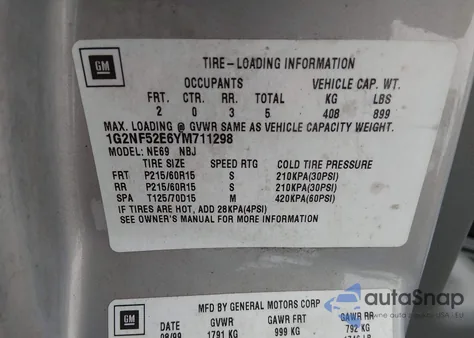 GM
TIRE-LOADING INFORMATION
OCCUPANTS VEHICLE CAP. WT.
FRT. CTR. RR. TOTAL KG LBS
2 0 3 5 408 899
MAX. LOADING @ GVWR SAME AS VEHICLE CAPACITY WEIGHT.
1G2NF52E6YM711298
MODEL: NE69 NBJ
TIRE SIZE SPEED RTG COLD TIRE PRESSURE
FRT P215/60R15 S 210KPA(30PSI)
RR P215/60R15 S 210KPA(30PSI)
SPA T125/70D15 M 420KPA(60PSI)
IF TIRES ARE HOT, ADD 28KPA(4PSI)
SEE OWNER'S MANUAL FOR MORE INFORMATION
autoSnap
GM
MFD BY GENERAL MOTORS CORP
DATE GVWR GAWR FRT GAWR RR
08/99 1791 KG 999 KG 792 KG